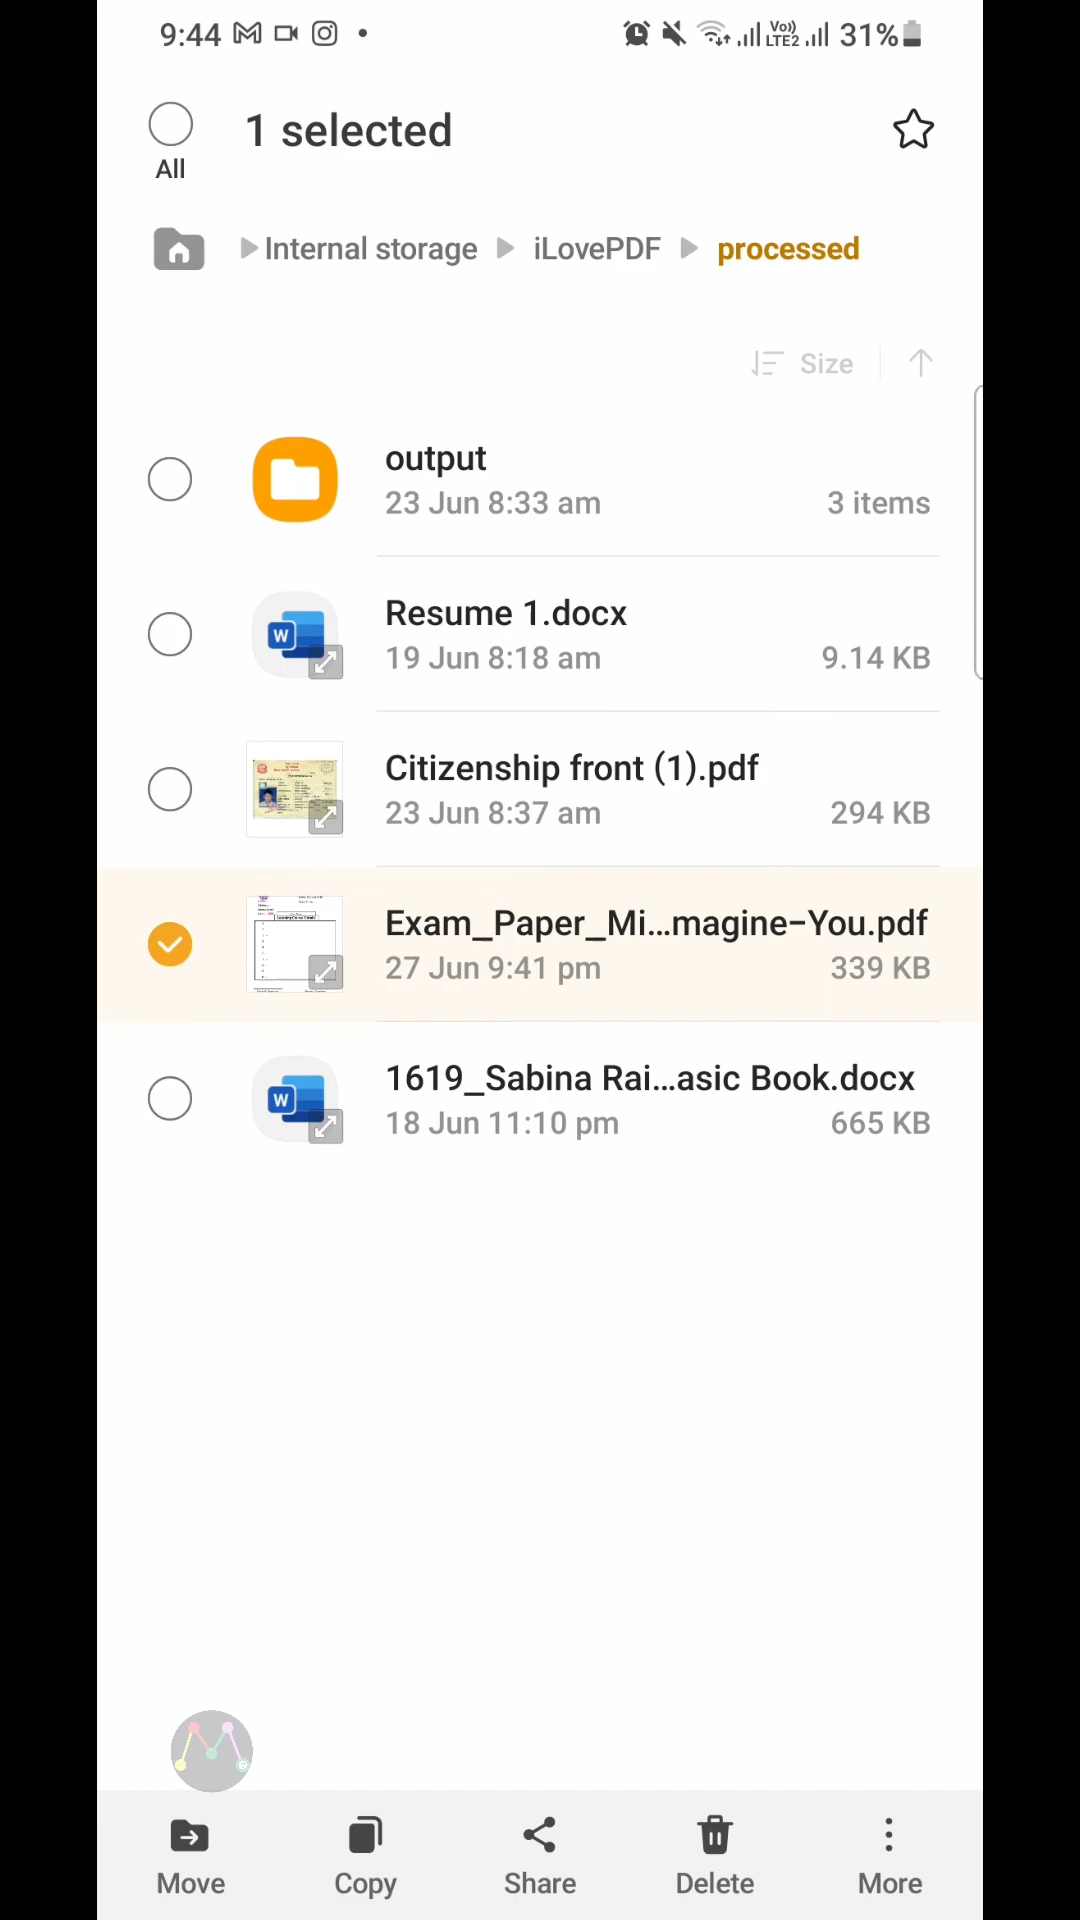 9:44 Vo)) LTE2 31%
1 selected
All
Internal storage iLovePDF processed
Size
output
23 Jun 8:33 am 3 items
W
Resume 1.docx
19 Jun 8:18 am 9.14 KB
Citizenship front (1).pdf
23 Jun 8:37 am 294 KB
Exam_Paper_Mi...magine-You.pdf
27 Jun 9:41 pm 339 KB
W
1619_Sabina Rai...asic Book.docx
18 Jun 11:10 pm 665 KB
Move Copy Share Delete More